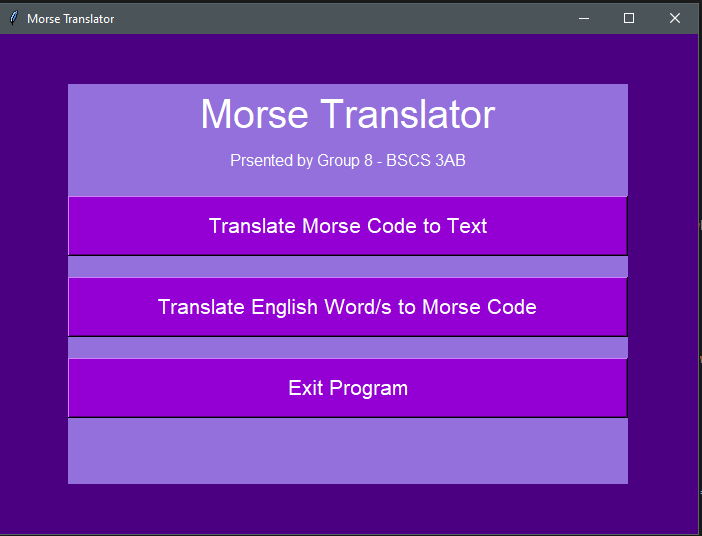 Morse Translator
Morse Translator
Prsented by Group 8 - BSCS 3AB
Translate Morse Code to Text
Translate English Word/s to Morse Code
Exit Program